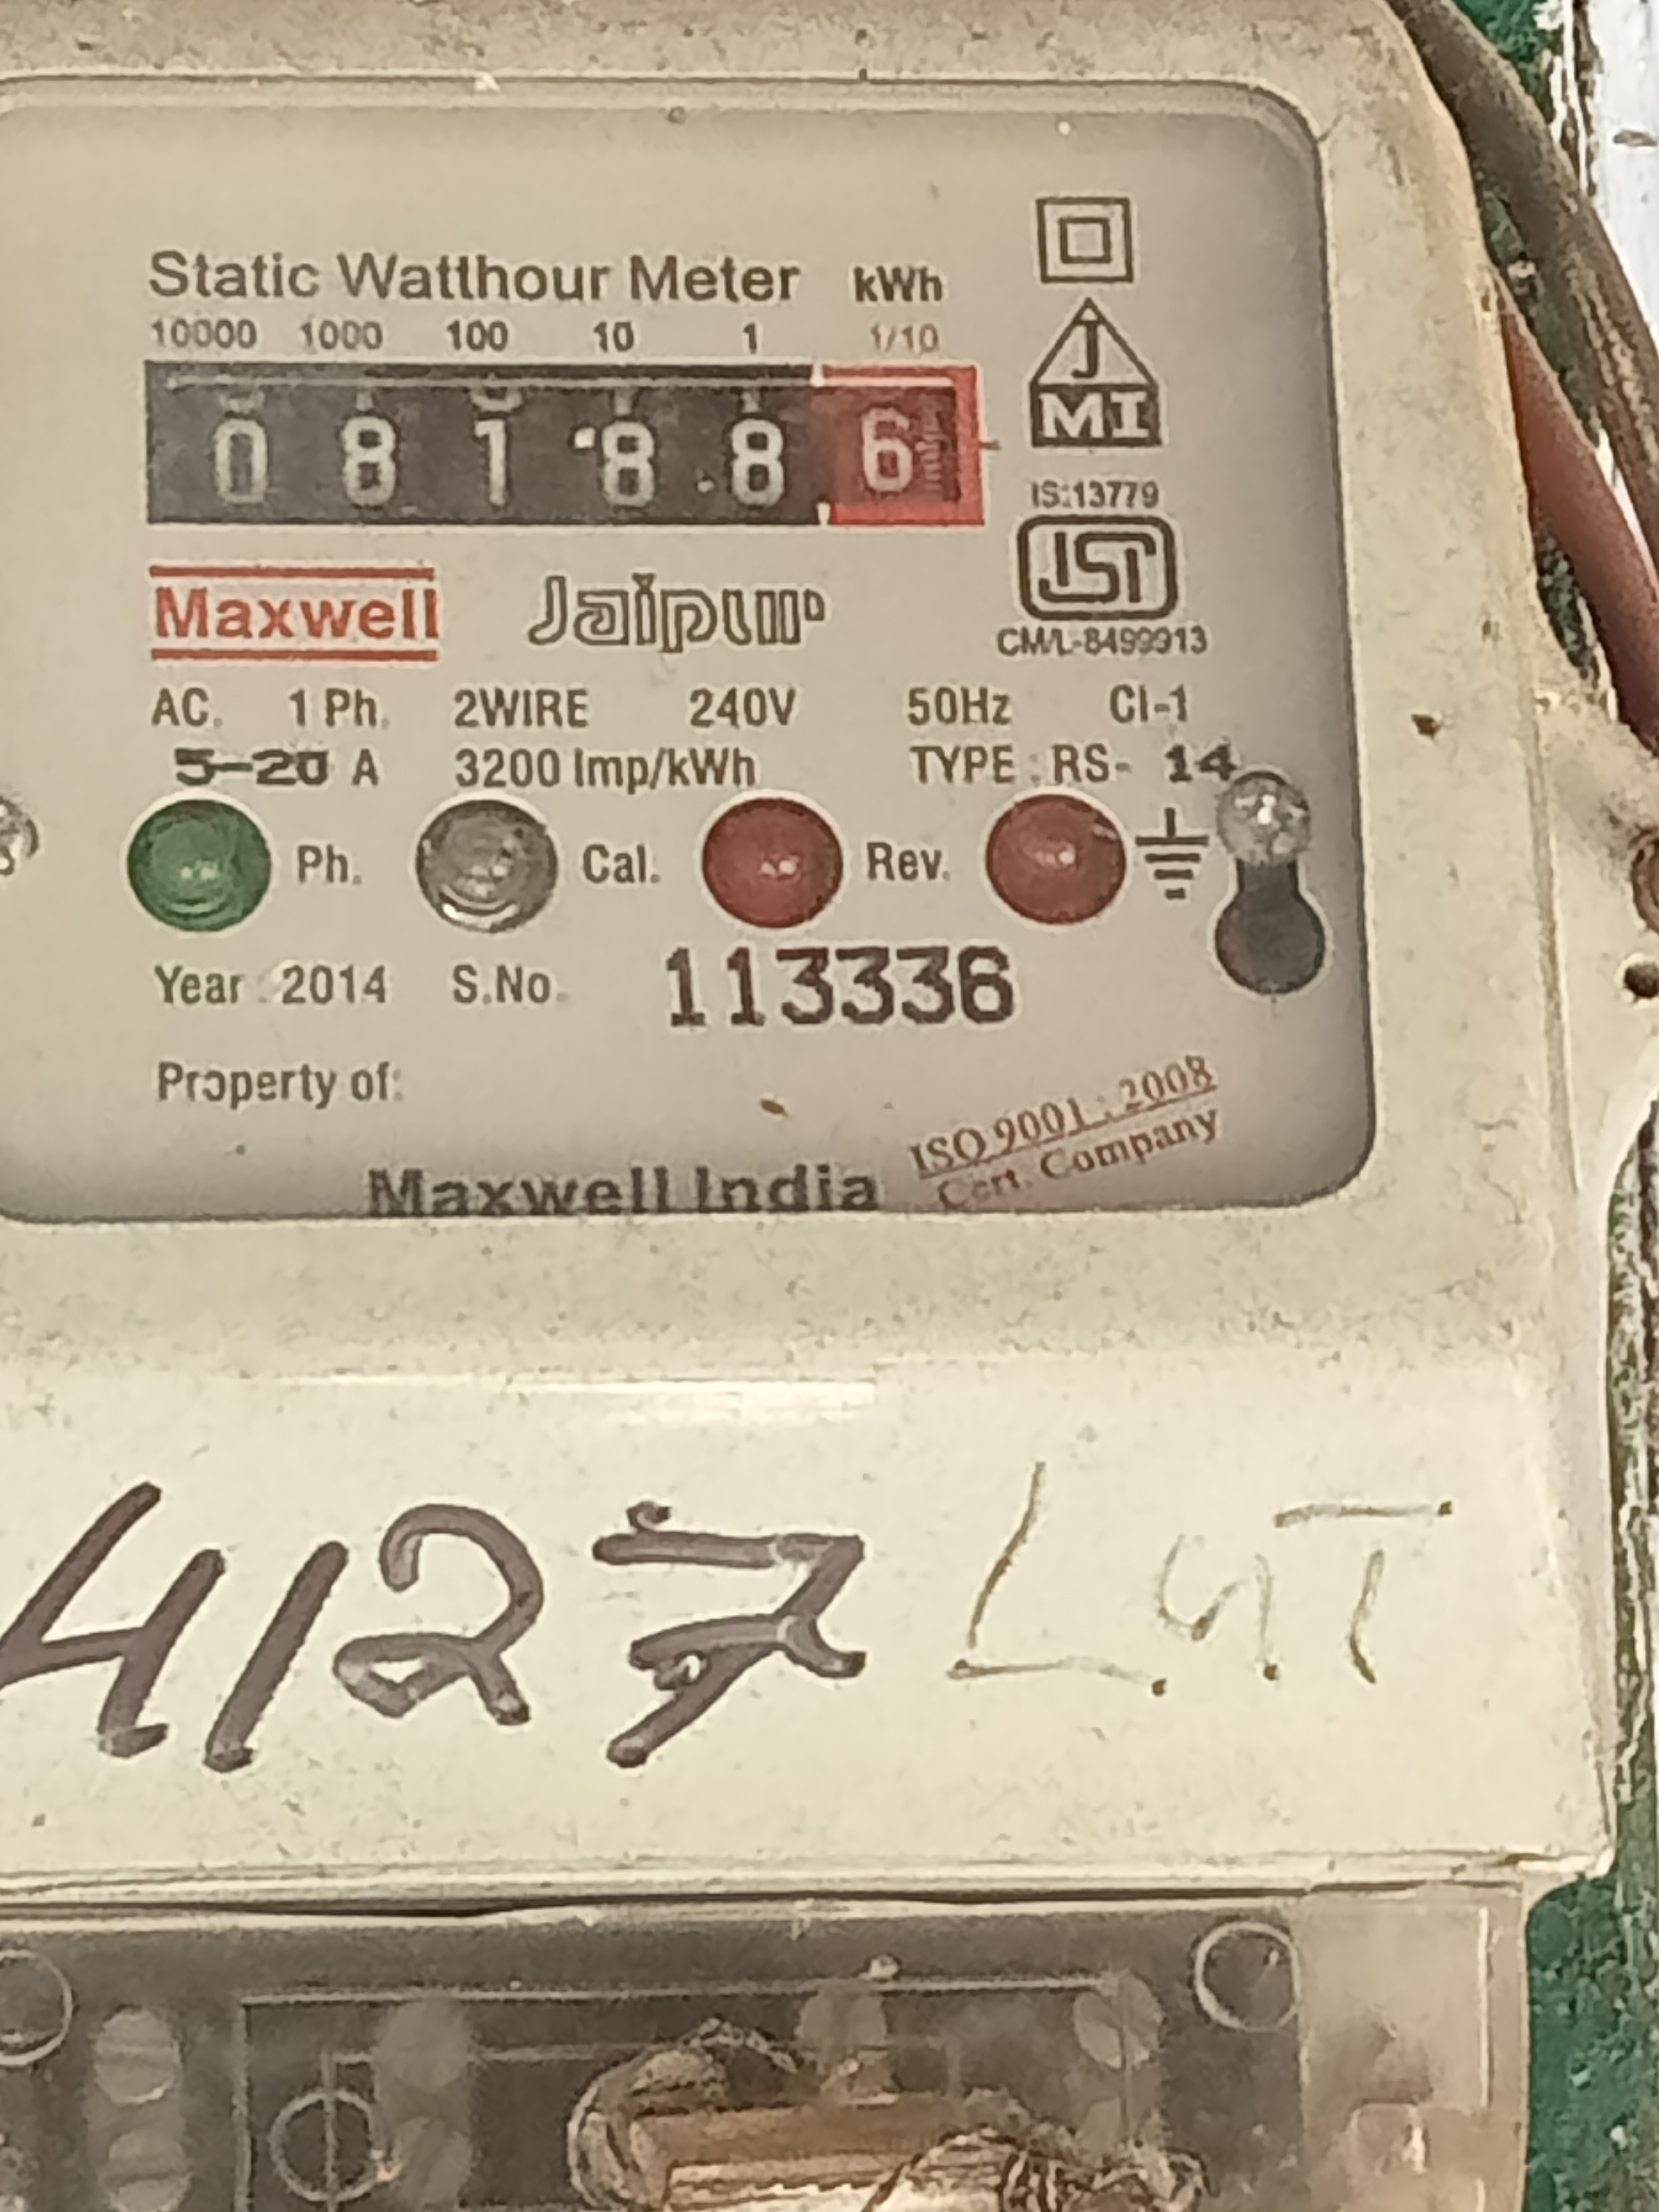 Static Watthour Meter kWh
10000 1000 100 10 1 1/10
0 8 1 8 8 6
J
MI
IS:13779
ISI
CM/L-8499913
Maxwell Jaipur
AC. 1 Ph. 2WIRE 240V 50Hz Cl-1
5-20 A 3200 Imp/kWh TYPE : RS- 14
Ph. Cal. Rev.
Year : 2014 S.No. 113336
Property of:
ISO 9001 : 2008
Cert. Company
Maxwell India